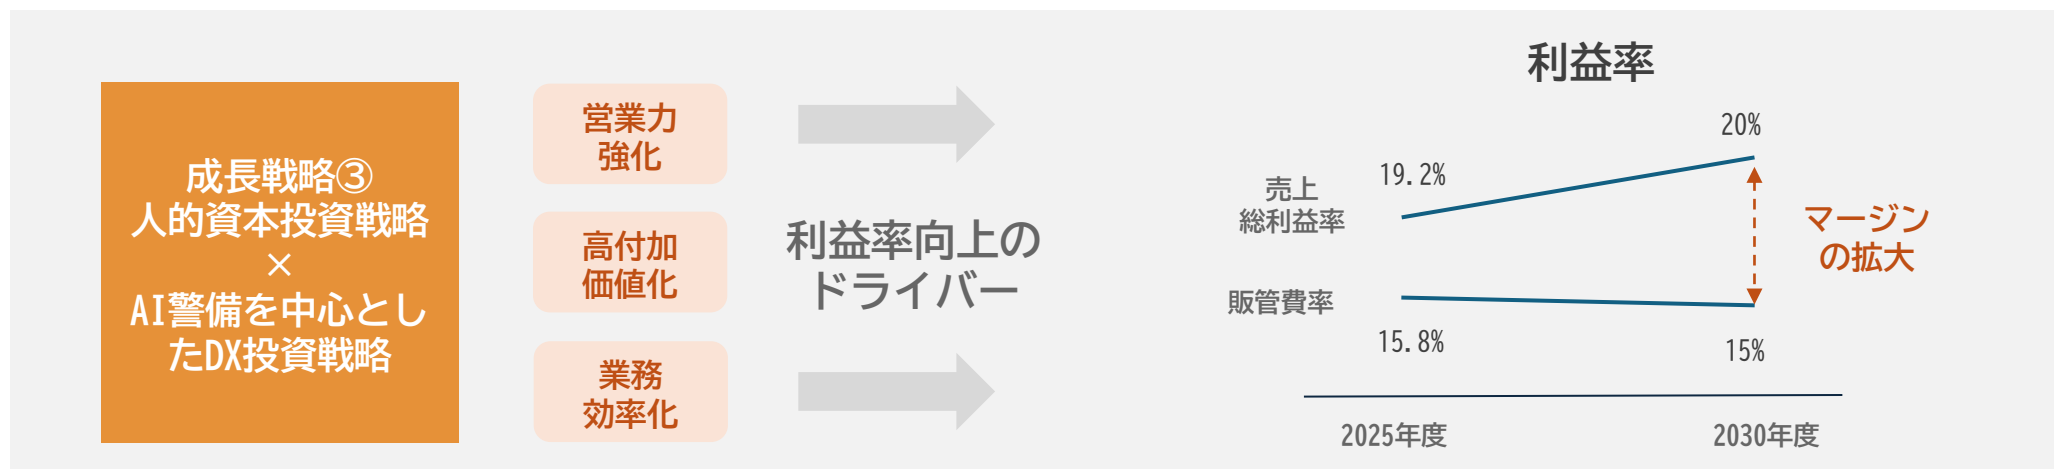 成長戦略③
人的資本投資戦略
×
AI警備を中心とし
たDX投資戦略
営業力
強化
高付加
価値化
業務
効率化
利益率向上の
ドライバー
利益率
20%
19.2%
売上
総利益率
マージン
の拡大
販管費率
15.8%
15%
2025年度
2030年度